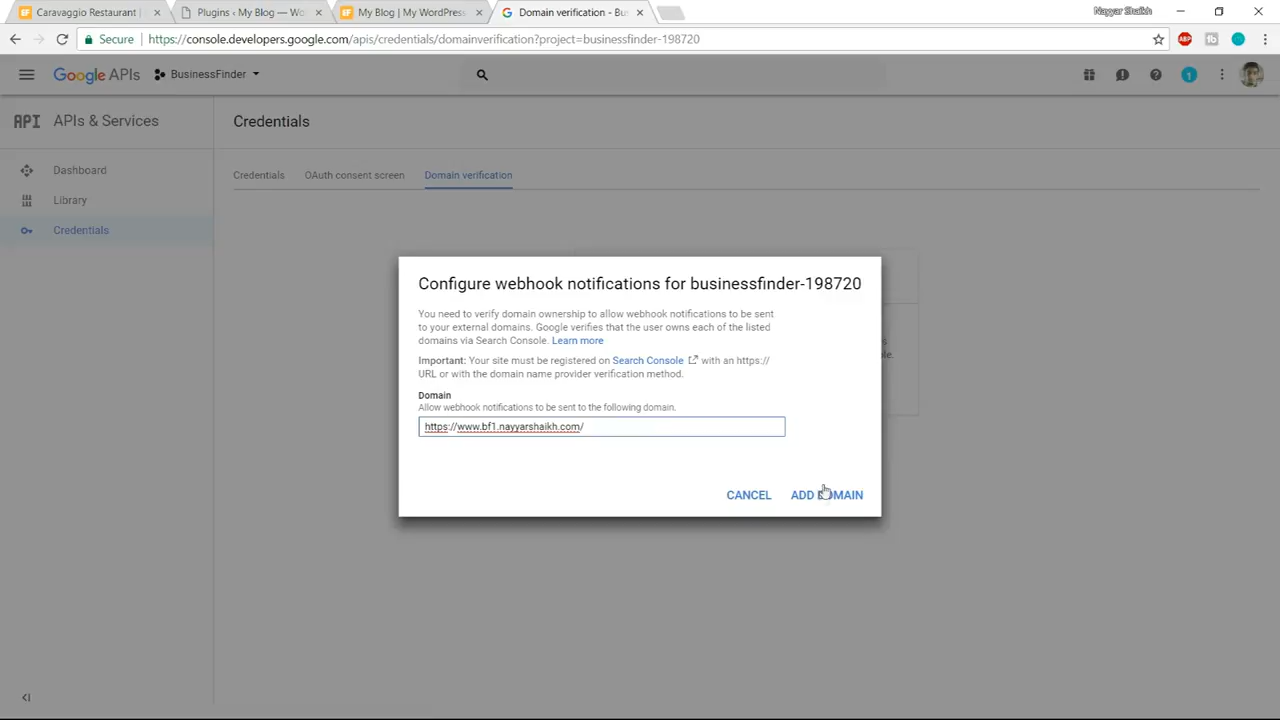 Caravaggio Restaurant |
Plugins ‹ My Blog — Wo
My Blog | My WordPress
Domain verification - Bu
Nayyar Shaikh
Secure
https://console.developers.google.com/apis/credentials/domainverification?project=businessfinder-198720
ABP
Google APIs
BusinessFinder
1
API
APIs & Services
Credentials
Dashboard
Library
Credentials
Credentials
OAuth consent screen
Domain verification
Configure webhook notifications for businessfinder-198720
You need to verify domain ownership to allow webhook notifications to be sent
to your external domains. Google verifies that the user owns each of the listed
domains via Search Console. Learn more
Important: Your site must be registered on Search Console with an https://
URL or with the domain name provider verification method.
Domain
Allow webhook notifications to be sent to the following domain.
https://www.bf1.nayyarshaikh.com/
CANCEL
ADD DOMAIN